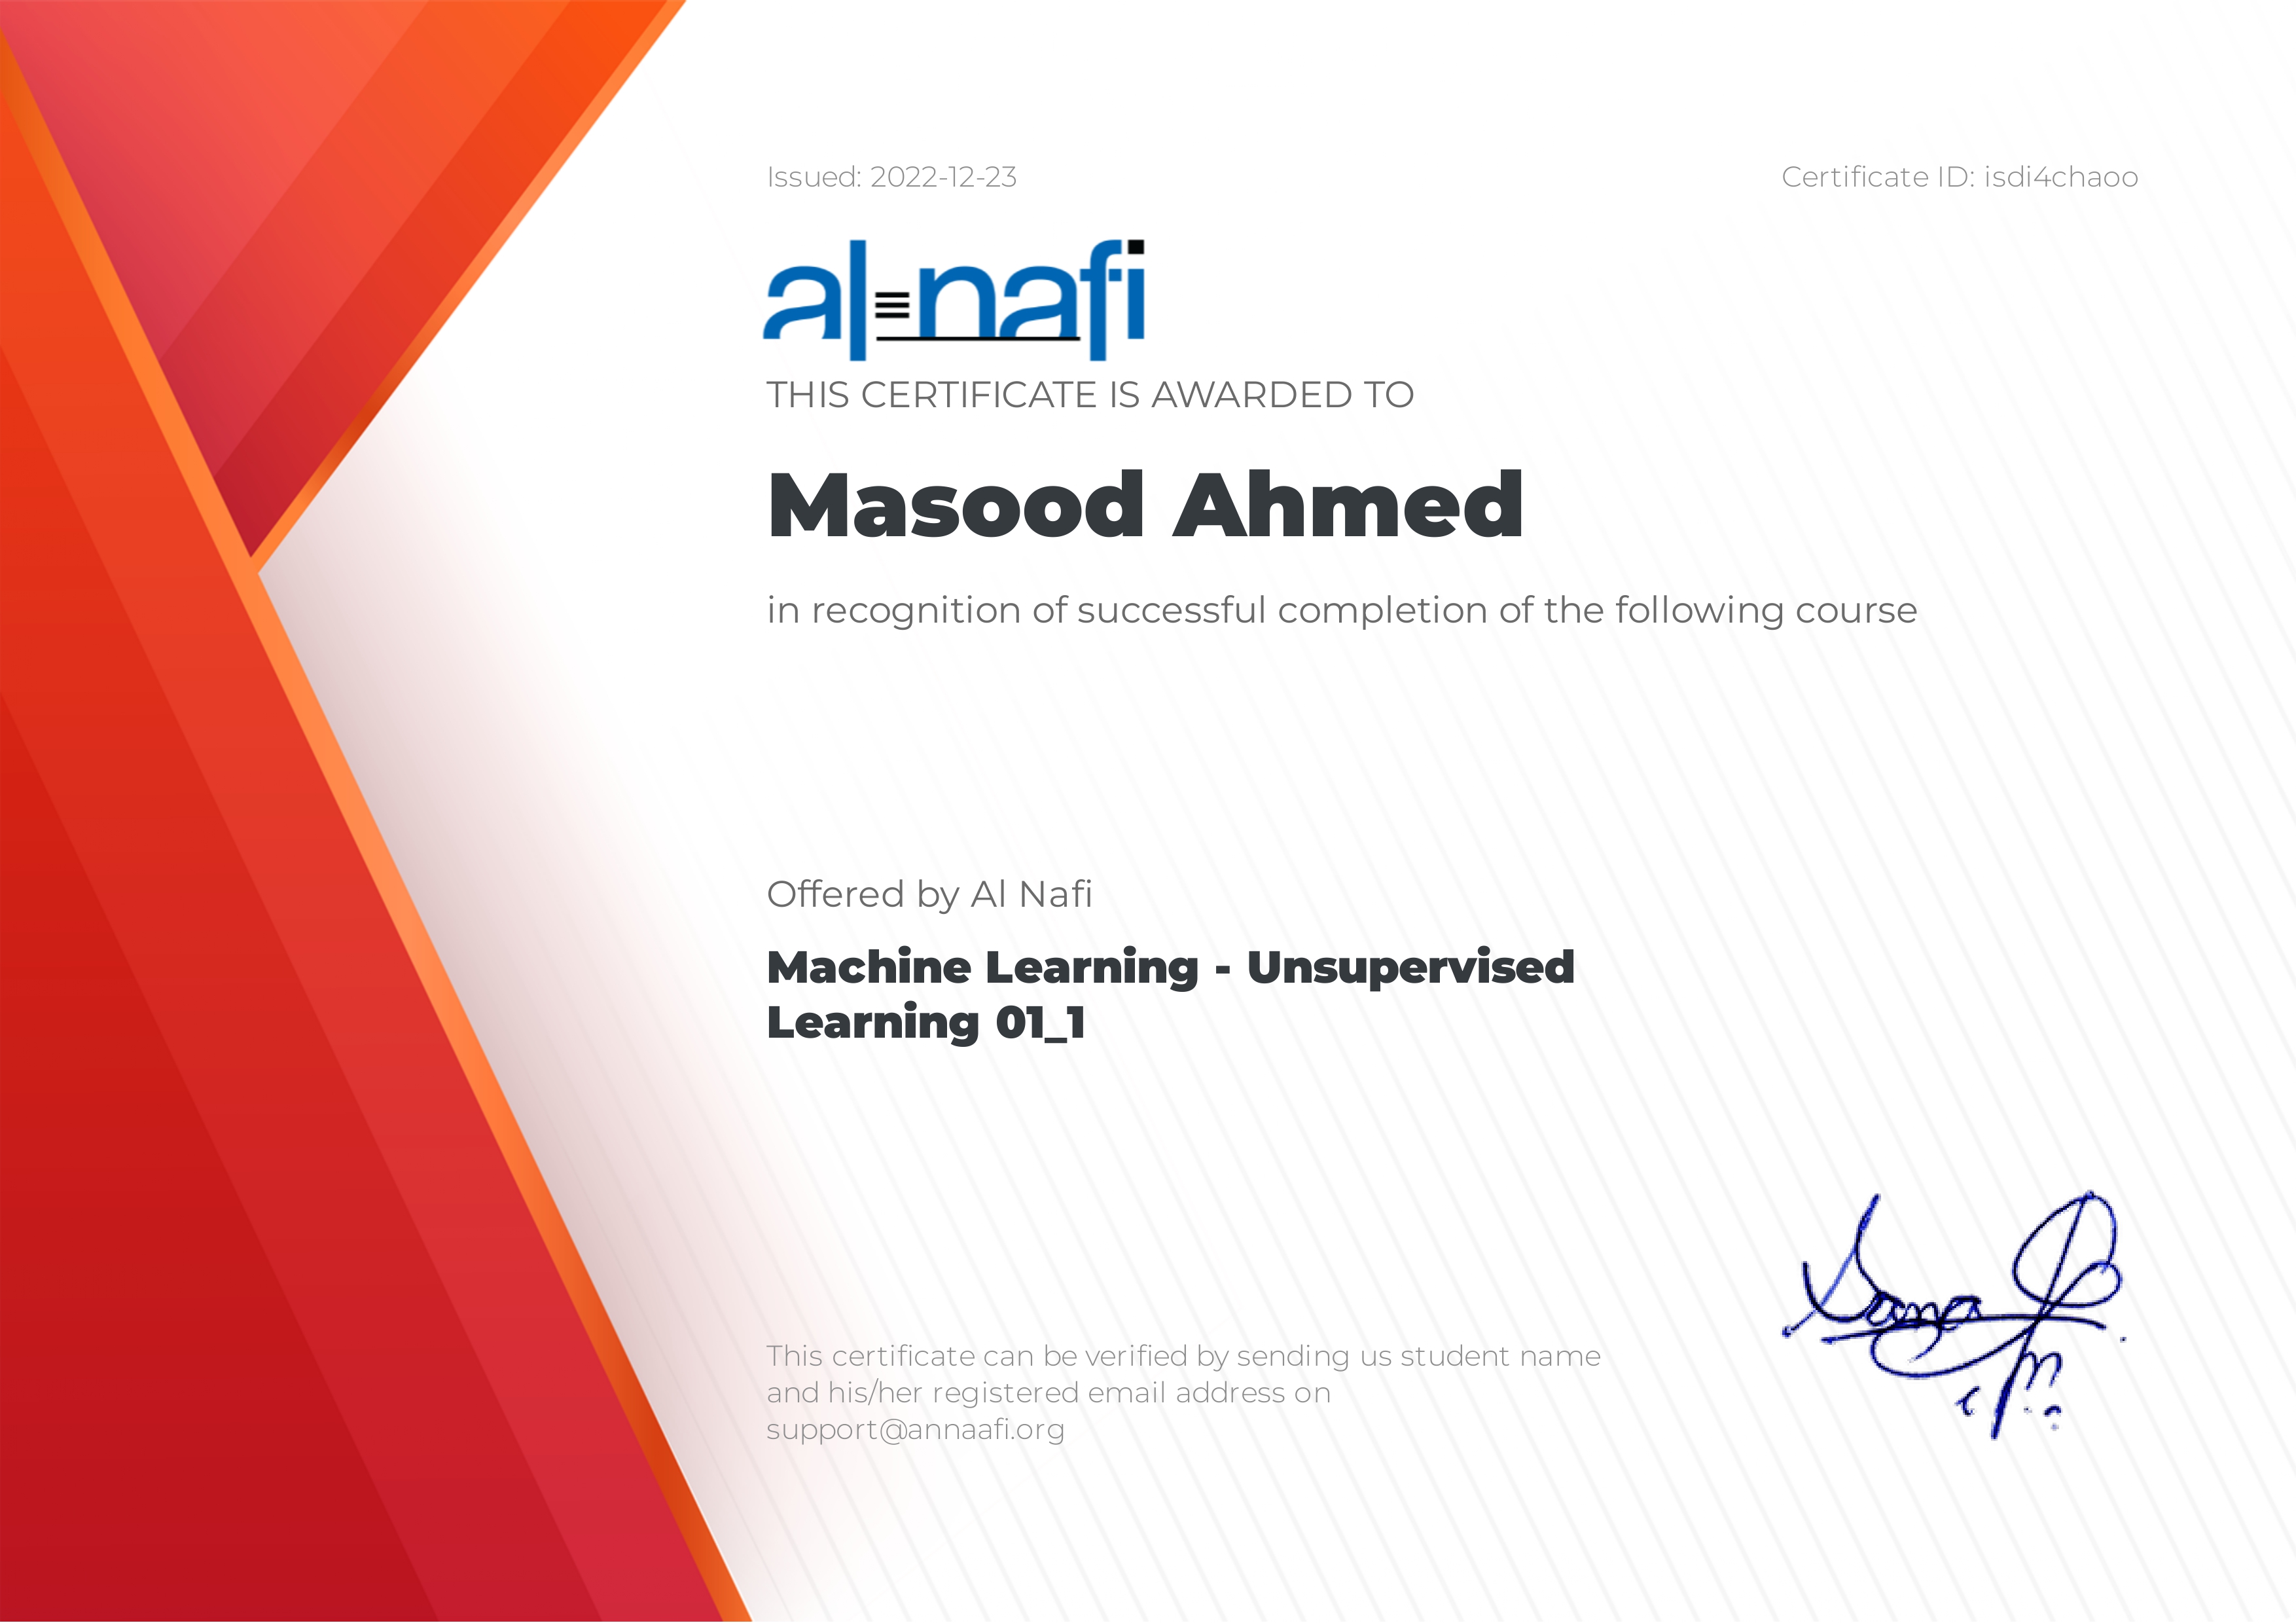 Issued: 2022-12-23
Certificate ID: isdi4chaoo
al-nafi
THIS CERTIFICATE IS AWARDED TO
Masood Ahmed
in recognition of successful completion of the following course
Offered by Al Nafi
Machine Learning - Unsupervised
Learning 01_1
This certificate can be verified by sending us student name
and his/her registered email address on
support@annaafi.org